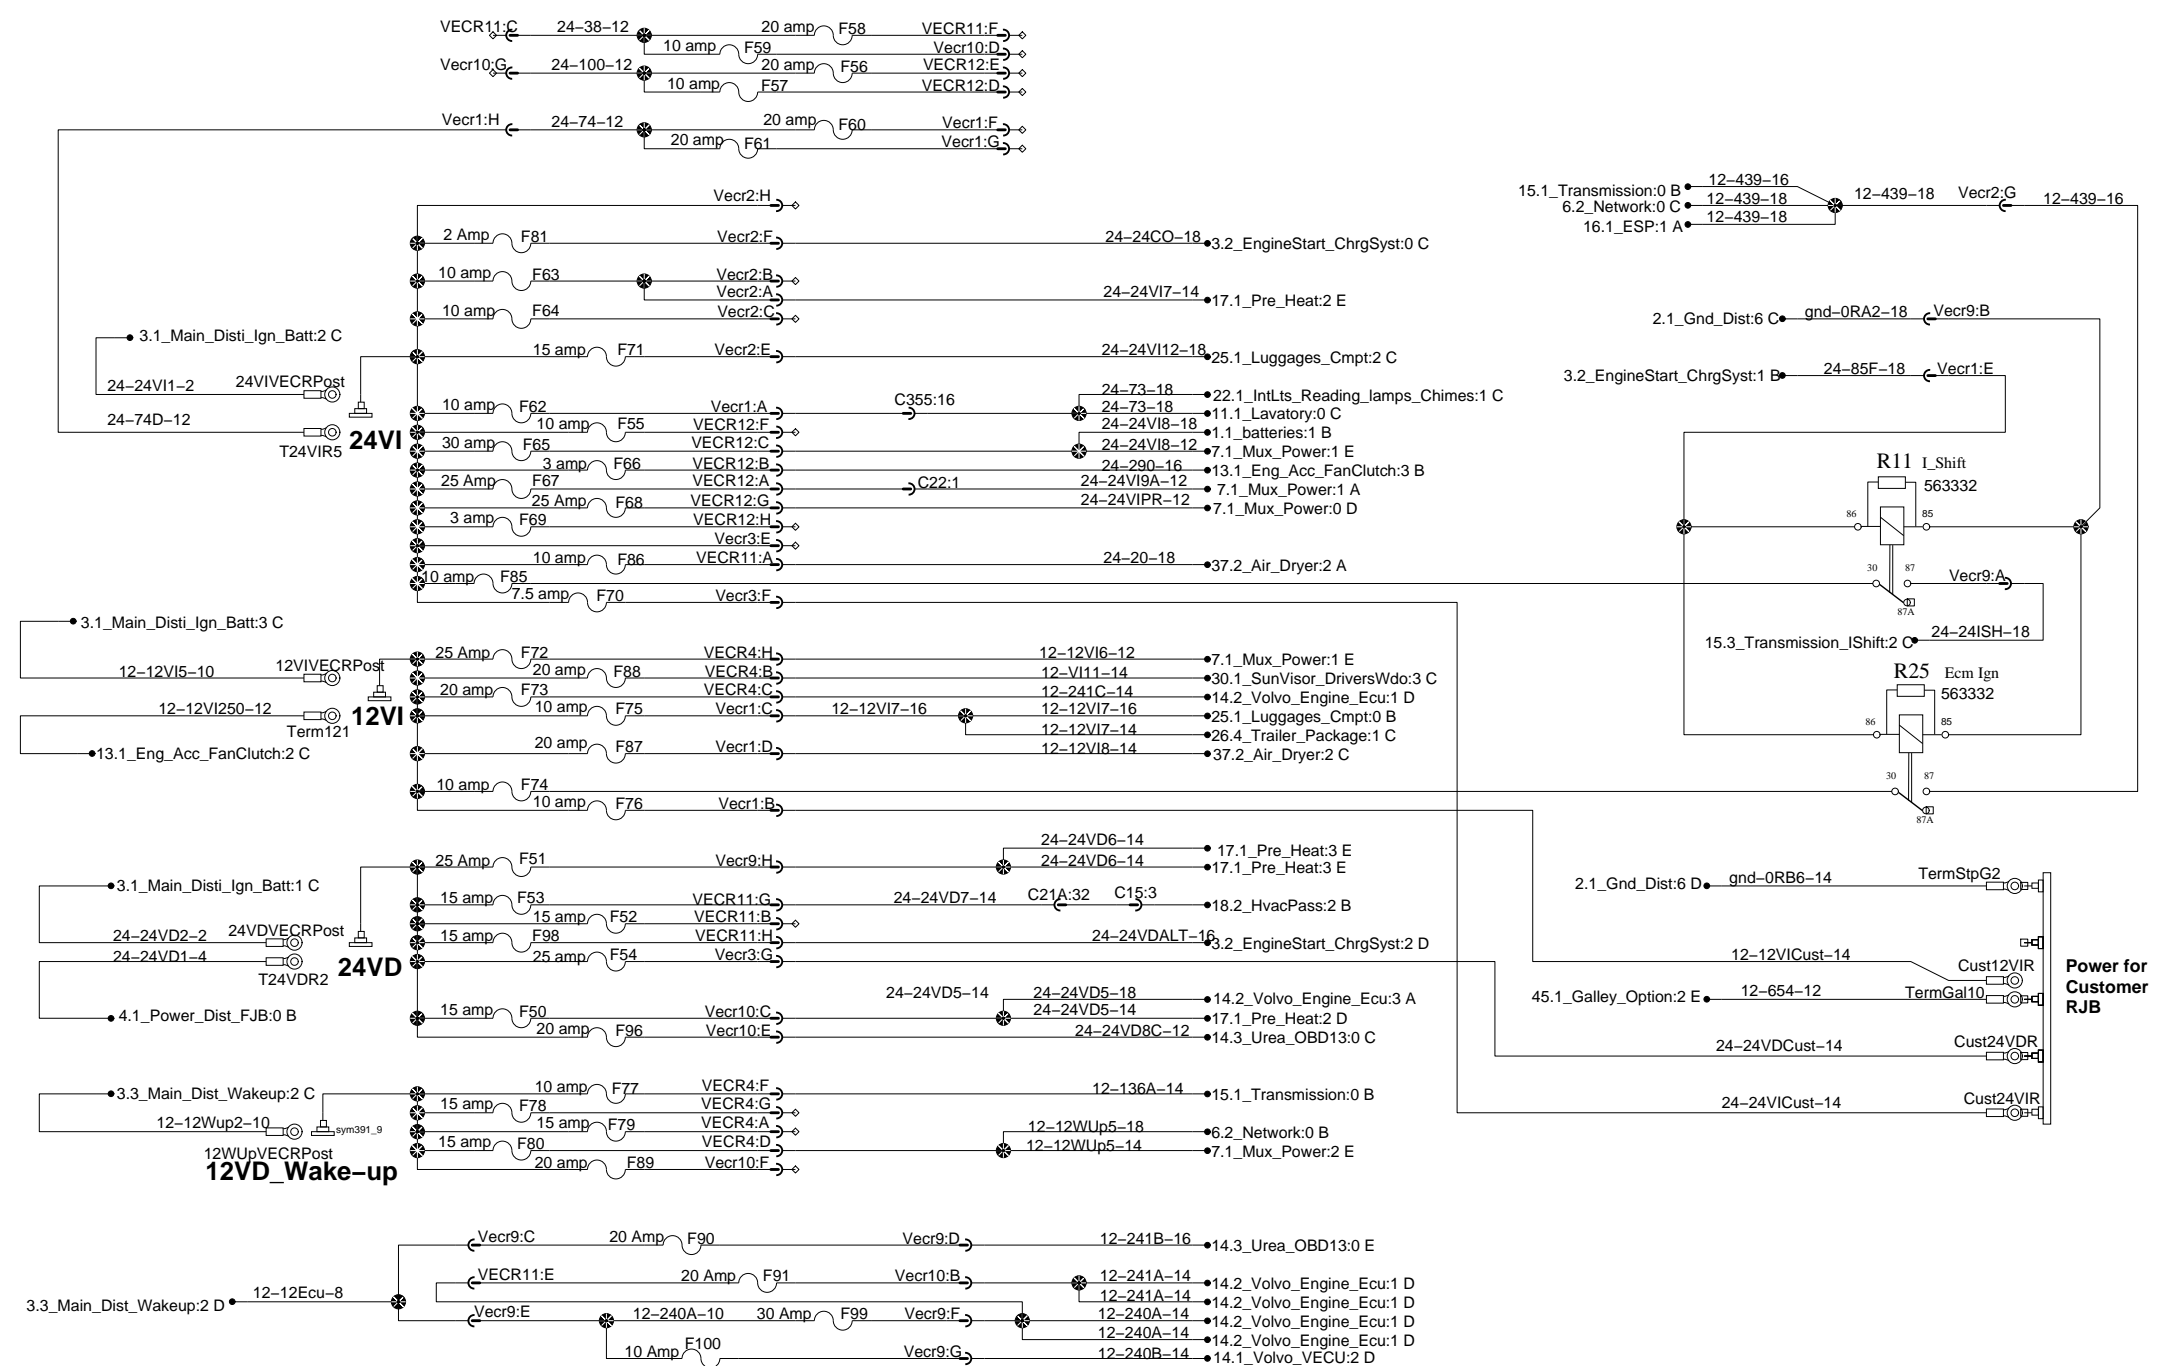 VECR11:C 24-38-12 20 amp F58 VECR11:F
10 amp F59 Vecr10:D
Vecr10:G 24-100-12 20 amp F56 VECR12:E
10 amp F57 VECR12:D
Vecr1:H 24-74-12 20 amp F60 Vecr1:F
20 amp F61 Vecr1:G
Vecr2:H
2 Amp F81 Vecr2:F 24-24CO-18 3.2_EngineStart_ChrgSyst:0 C
10 amp F63 Vecr2:B
Vecr2:A 24-24VI7-14 17.1_Pre_Heat:2 E
10 amp F64 Vecr2:C
3.1_Main_Disti_Ign_Batt:2 C
15 amp F71 Vecr2:E 24-24VI12-18 25.1_Luggages_Cmpt:2 C
24-24VI1-2 24VIVECRPost
24-73-18 22.1_IntLts_Reading_lamps_Chimes:1 C
10 amp F62 Vecr1:A C355:16 24-73-18 11.1_Lavatory:0 C
24-74D-12 T24VIR5 24VI
10 amp F55 VECR12:F 24-24VI8-18 1.1_batteries:1 B
30 amp F65 VECR12:C 24-24VI8-12 7.1_Mux_Power:1 E
3 amp F66 VECR12:B 24-290-16 13.1_Eng_Acc_FanClutch:3 B
25 Amp F67 VECR12:A C22:1 24-24VI9A-12 7.1_Mux_Power:1 A
25 Amp F68 VECR12:G 24-24VIPR-12 7.1_Mux_Power:0 D
3 amp F69 VECR12:H
Vecr3:E
10 amp F86 VECR11:A 24-20-18 37.2_Air_Dryer:2 A
10 amp F85
7.5 amp F70 Vecr3:F
15.1_Transmission:0 B 12-439-16
6.2_Network:0 C 12-439-18 12-439-18 Vecr2:G 12-439-16
16.1_ESP:1 A 12-439-18
2.1_Gnd_Dist:6 C gnd-0RA2-18 Vecr9:B
3.2_EngineStart_ChrgSyst:1 B 24-85F-18 Vecr1:E
R11 I_Shift
563332
86 85
30 87 Vecr9:A
87A
15.3_Transmission_IShift:2 C 24-24ISH-18
R25 Ecm Ign
563332
86 85
30 87
87A
3.1_Main_Disti_Ign_Batt:3 C
12-12VI5-10 12VIVECRPost
12-12VI250-12 Term121 12VI
13.1_Eng_Acc_FanClutch:2 C
25 Amp F72 VECR4:H 12-12VI6-12 7.1_Mux_Power:1 E
20 amp F88 VECR4:B 12-VI11-14 30.1_SunVisor_DriversWdo:3 C
20 amp F73 VECR4:C 12-241C-14 14.2_Volvo_Engine_Ecu:1 D
10 amp F75 Vecr1:C 12-12VI7-16 12-12VI7-16 25.1_Luggages_Cmpt:0 B
12-12VI7-14 26.4_Trailer_Package:1 C
20 amp F87 Vecr1:D 12-12VI8-14 37.2_Air_Dryer:2 C
10 amp F74
10 amp F76 Vecr1:B
24-24VD6-14 17.1_Pre_Heat:3 E
25 Amp F51 Vecr9:H 24-24VD6-14 17.1_Pre_Heat:3 E
3.1_Main_Disti_Ign_Batt:1 C
24-24VD2-2 24VDVECRPost
24-24VD1-4 T24VDR2 24VD
4.1_Power_Dist_FJB:0 B
15 amp F53 VECR11:G 24-24VD7-14 C21A:32 C15:3 18.2_HvacPass:2 B
15 amp F52 VECR11:B
15 amp F98 VECR11:H 24-24VDALT-16 3.2_EngineStart_ChrgSyst:2 D
25 amp F54 Vecr3:G
24-24VD5-14 24-24VD5-18 14.2_Volvo_Engine_Ecu:3 A
15 amp F50 Vecr10:C 24-24VD5-14 17.1_Pre_Heat:2 D
20 amp F96 Vecr10:E 24-24VD8C-12 14.3_Urea_OBD13:0 C
2.1_Gnd_Dist:6 D gnd-0RB6-14 TermStpG2
12-12VICust-14 Cust12VIR
45.1_Galley_Option:2 E 12-654-12 TermGal10
24-24VDCust-14 Cust24VDR
24-24VICust-14 Cust24VIR
Power for
Customer
RJB
3.3_Main_Dist_Wakeup:2 C
12-12Wup2-10 sym391_9
12WUpVECRPost
12VD_Wake-up
10 amp F77 VECR4:F 12-136A-14 15.1_Transmission:0 B
15 amp F78 VECR4:G
15 amp F79 VECR4:A 12-12WUp5-18 6.2_Network:0 B
15 amp F80 VECR4:D 12-12WUp5-14 7.1_Mux_Power:2 E
20 amp F89 Vecr10:F
Vecr9:C 20 Amp F90 Vecr9:D 12-241B-16 14.3_Urea_OBD13:0 E
VECR11:E 20 Amp F91 Vecr10:B 12-241A-14 14.2_Volvo_Engine_Ecu:1 D
3.3_Main_Dist_Wakeup:2 D 12-12Ecu-8 12-241A-14 14.2_Volvo_Engine_Ecu:1 D
Vecr9:E 12-240A-10 30 Amp F99 Vecr9:F 12-240A-14 14.2_Volvo_Engine_Ecu:1 D
12-240A-14 14.2_Volvo_Engine_Ecu:1 D
10 Amp F100 Vecr9:G 12-240B-14 14.1_Volvo_VECU:2 D